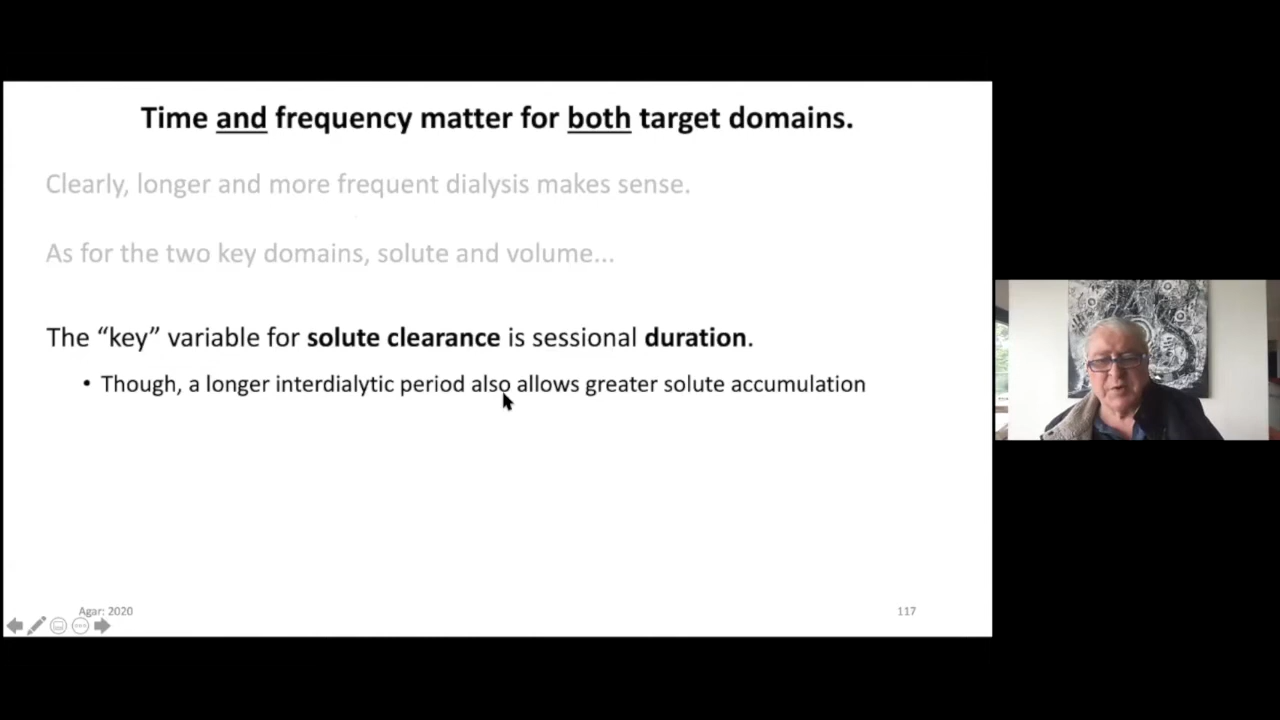 Time and frequency matter for both target domains.
Clearly, longer and more frequent dialysis makes sense.
As for the two key domains, solute and volume...
The “key” variable for solute clearance is sessional duration.
• Though, a longer interdialytic period also allows greater solute accumulation
Agar: 2020
117